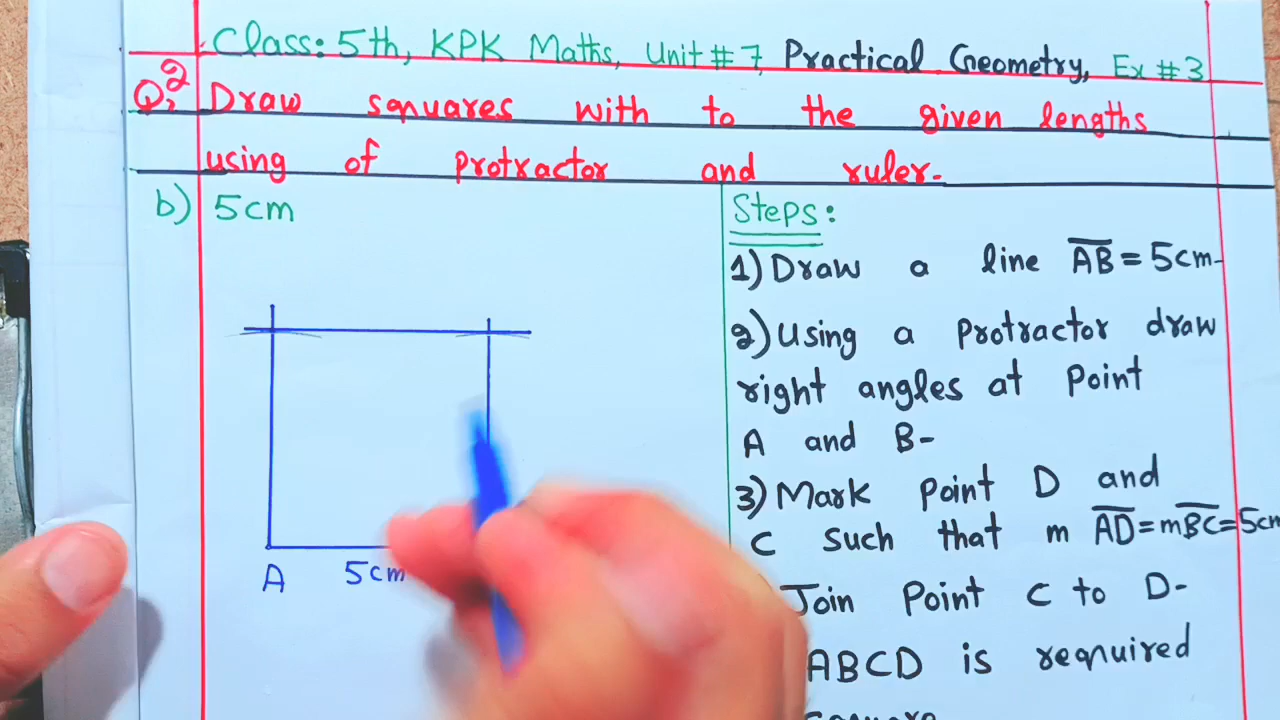 Class: 5th, KPK Maths, Unit # 7, Practical Geometry, Ex # 3
Q,2 Draw squares with to the given lengths
using of protractor and ruler.
b) 5cm
A 5cm
Steps:
1) Draw a line AB = 5cm-
2) Using a protractor draw
right angles at Point
A and B-
3) Mark Point D and
C such that m AD = mBC = 5cm
Join Point C to D-
ABCD is required